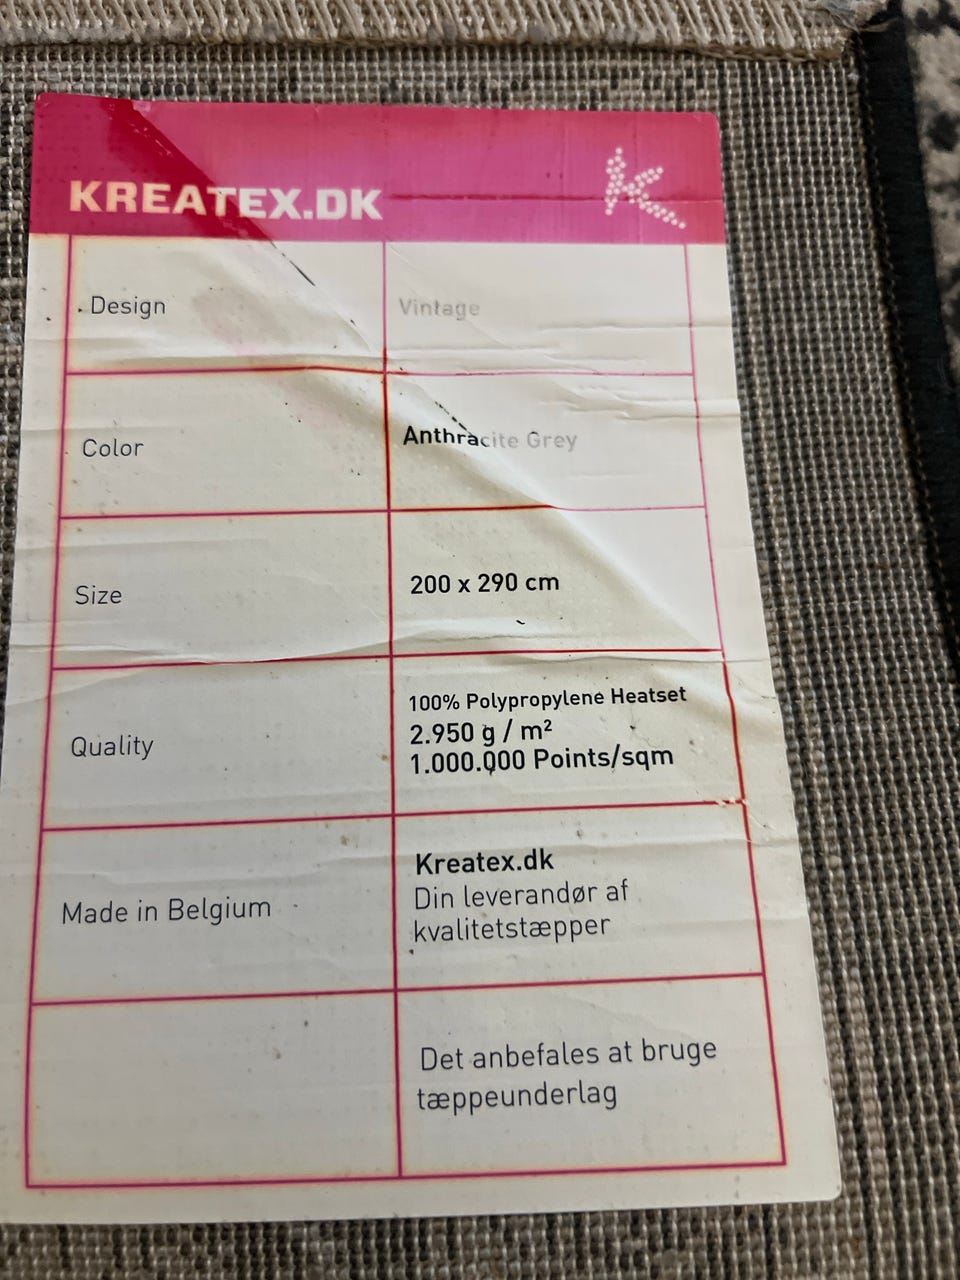 KREATEX.DK
Design
Vintage
Color
Anthracite Grey
Size
200 x 290 cm
Quality
100% Polypropylene Heatset
2.950 g / m²
1.000.000 Points/sqm
Made in Belgium
Kreatex.dk
Din leverandør af
kvalitetstæpper
Det anbefales at bruge
tæppeunderlag